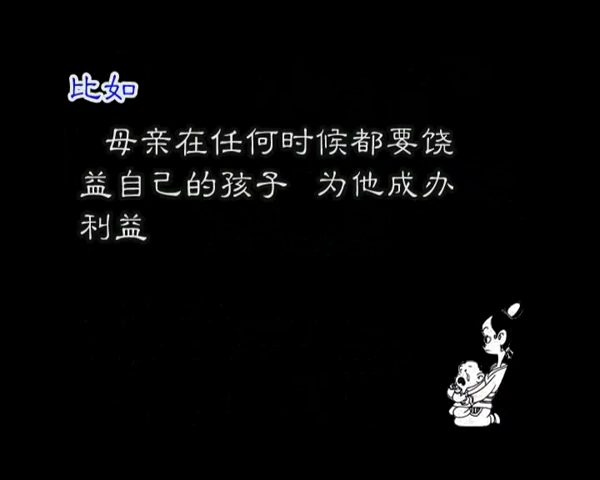 比如
母亲在任何时候都要饶
益自己的孩子 为他成办
利益